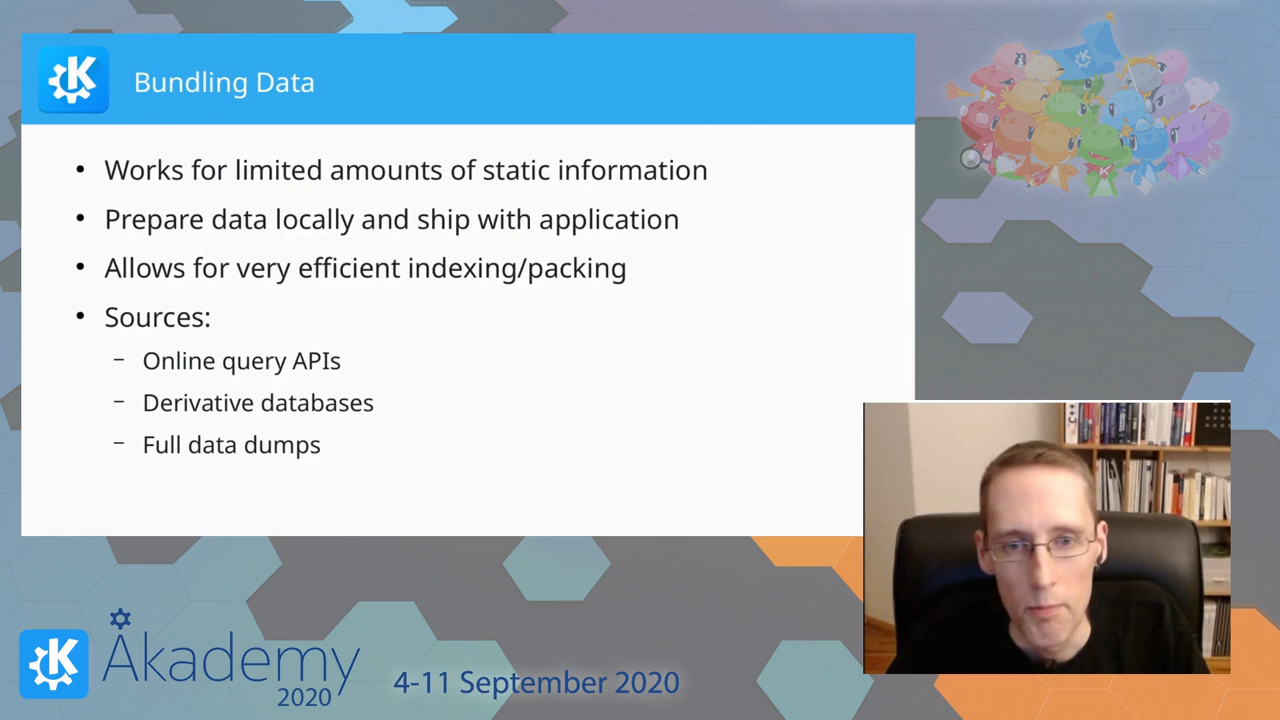 Bundling Data
• Works for limited amounts of static information
• Prepare data locally and ship with application
• Allows for very efficient indexing/packing
• Sources:
– Online query APIs
– Derivative databases
– Full data dumps
Akademy
2020
4-11 September 2020